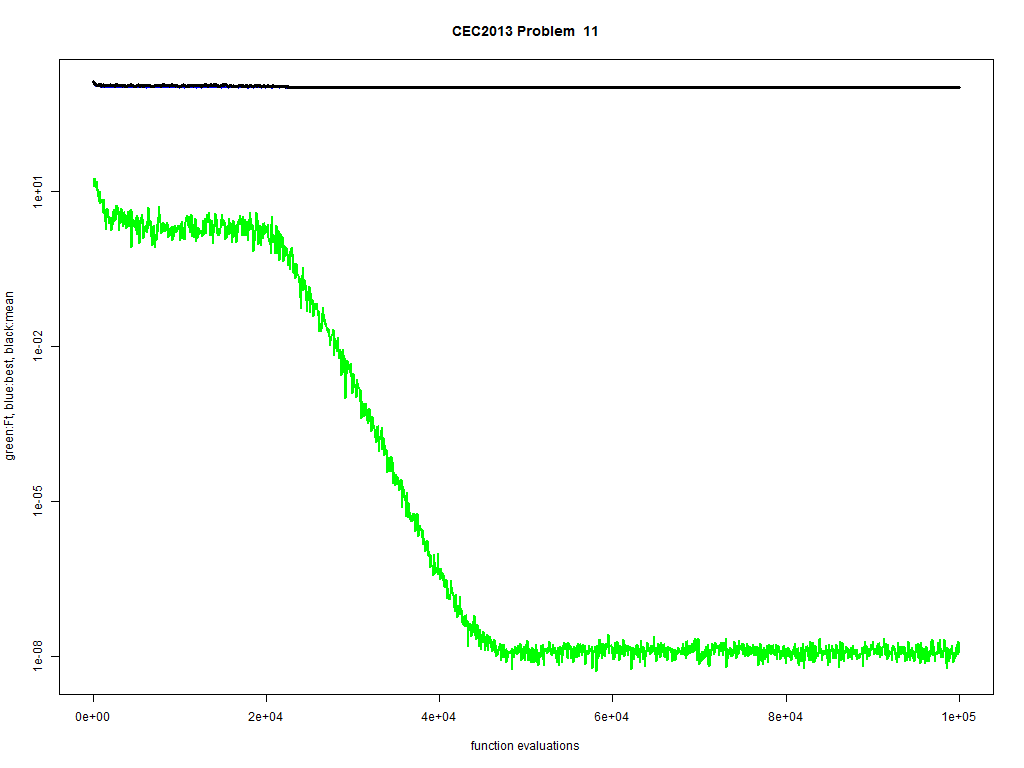 CEC2013 Problem  11
green:Ft, blue:best, black:mean
1e+01
1e-02
1e-05
1e-08
0e+00
2e+04
4e+04
6e+04
8e+04
1e+05
function evaluations